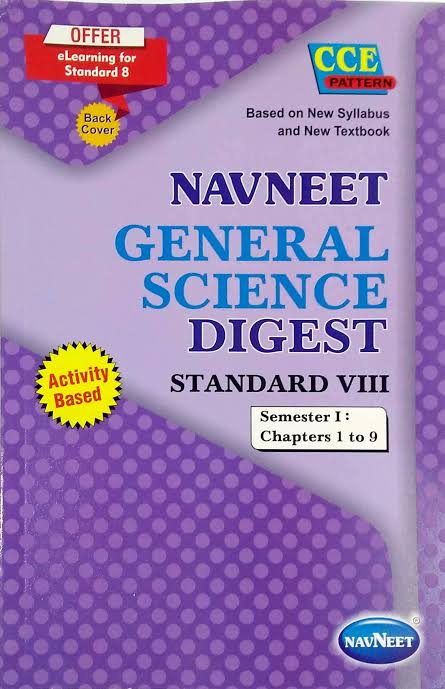 OFFER
eLearning for
Standard 8
Back
Cover
CCE
PATTERN
Based on New Syllabus
and New Textbook
NAVNEET
GENERAL
SCIENCE
DIGEST
STANDARD VIII
Activity
Based
Semester I :
Chapters 1 to 9
NAVNEET